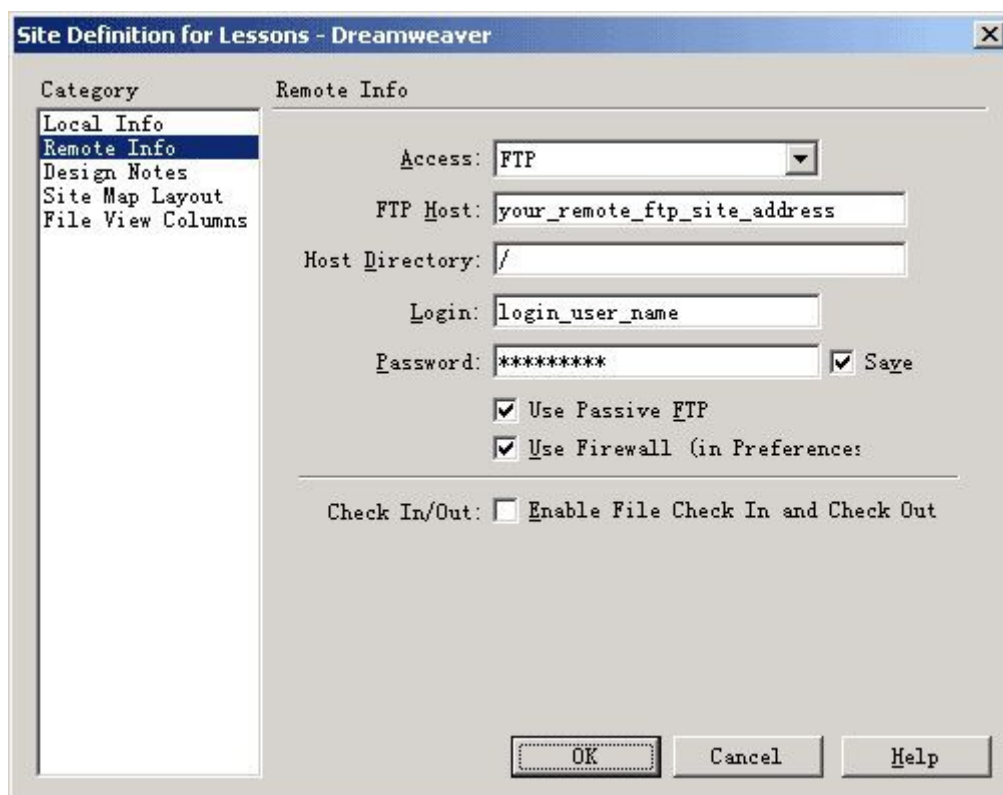 Site Definition for Lessons - Dreamweaver
Category
Local Info
Remote Info
Design Notes
Site Map Layout
File View Columns
Remote Info
Access: FTP
FTP Host: your_remote_ftp_site_address
Host Directory: /
Login: login_user_name
Password: ********* Save
Use Passive FTP
Use Firewall (in Preferences
Check In/Out: Enable File Check In and Check Out
OK Cancel Help